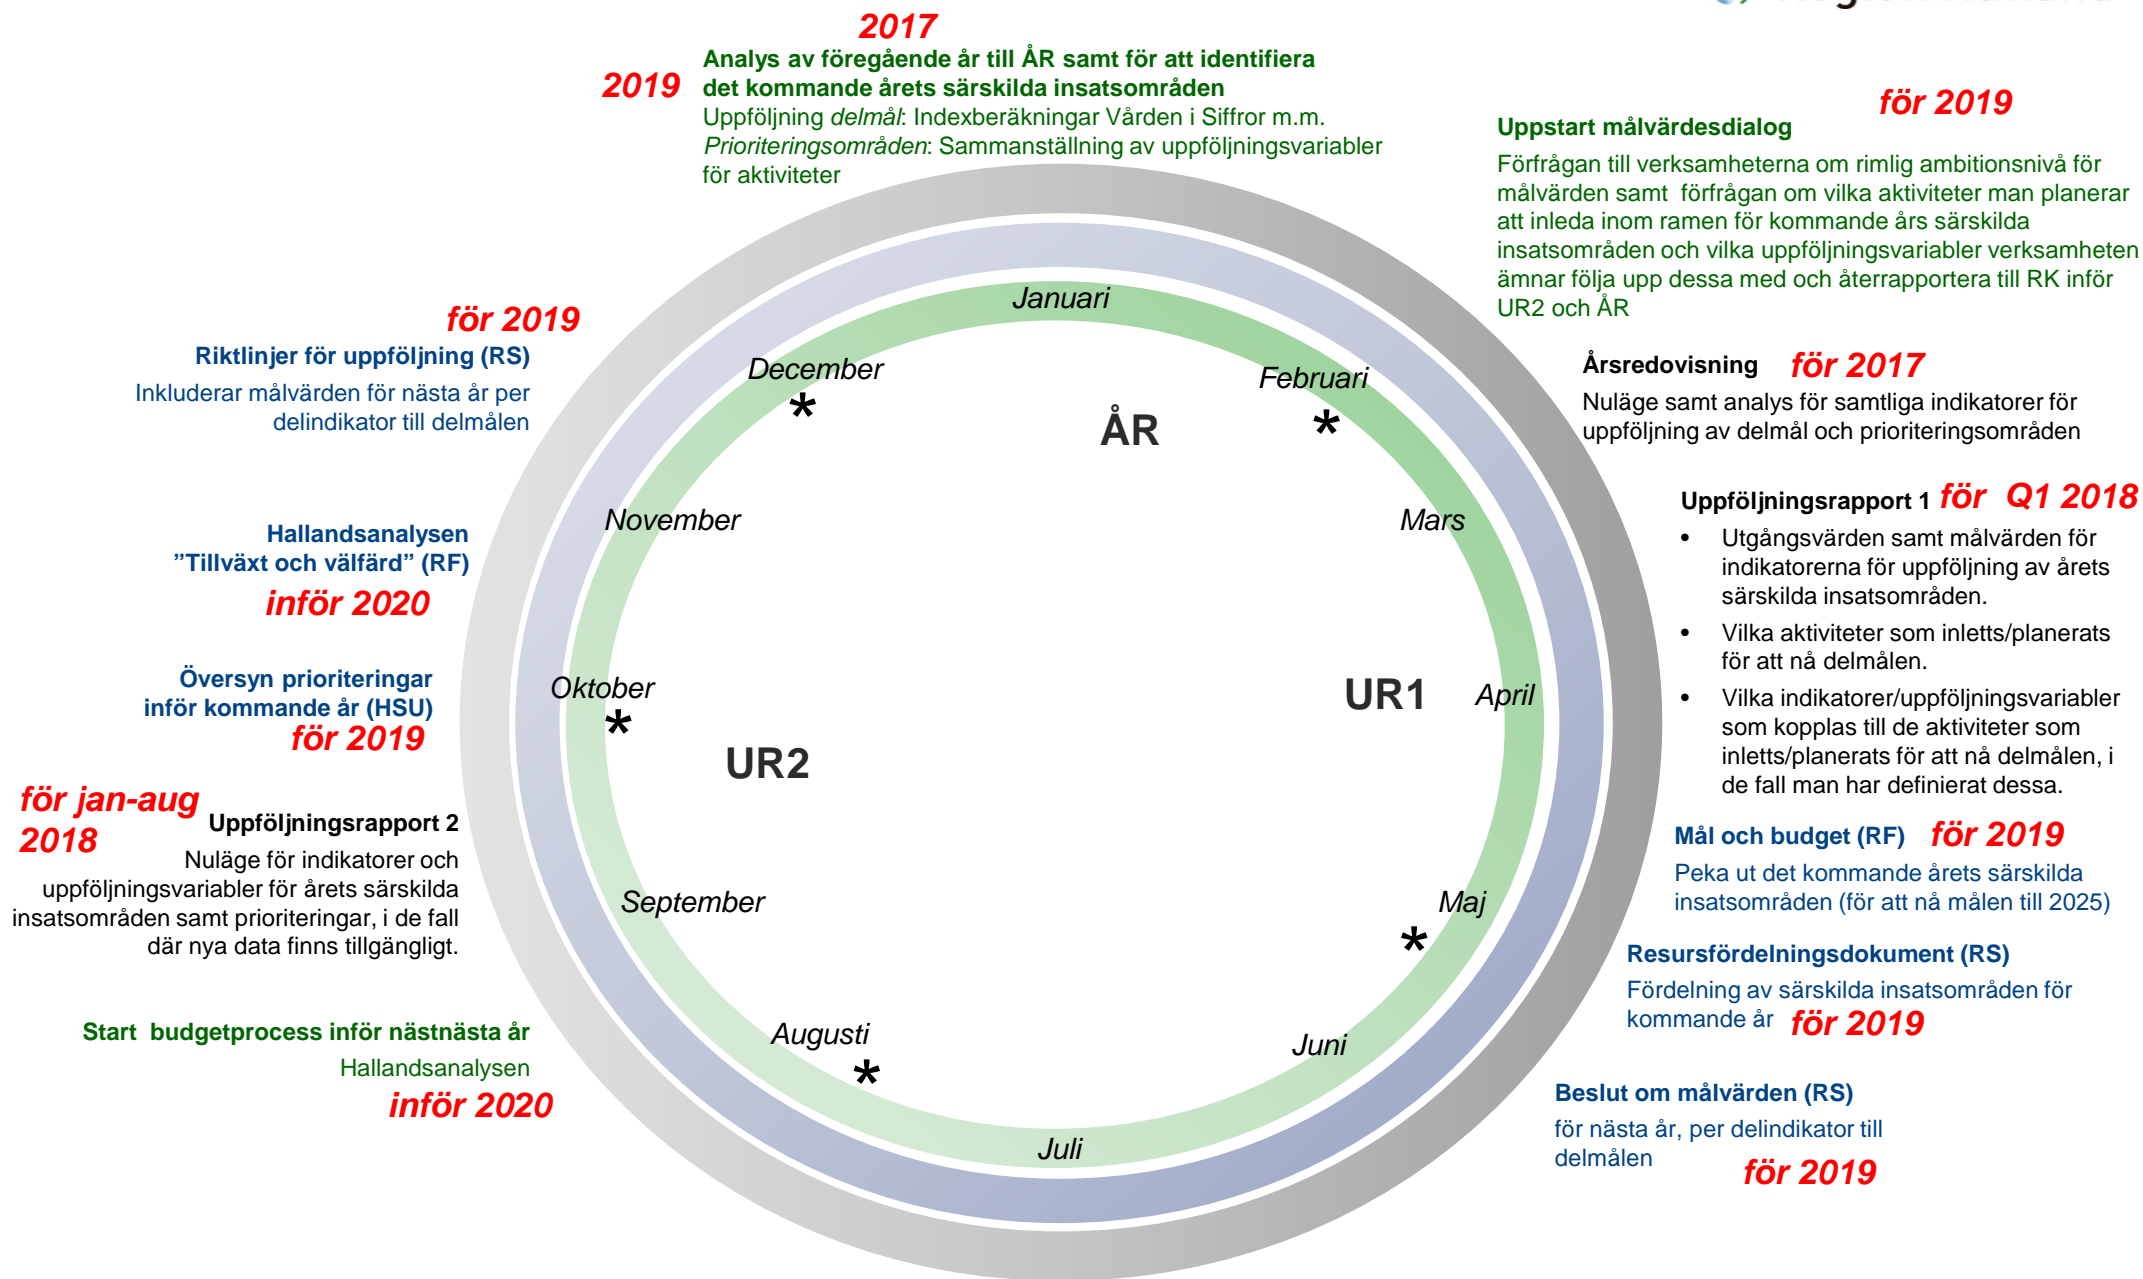 2017
Analys av föregående år till ÅR samt för att identifiera
2019 det kommande årets särskilda insatsområden
Uppföljning delmål: Indexberäkningar Vården i Siffror m.m.
Prioriteringsområden: Sammanställning av uppföljningsvariabler
för aktiviteter
för 2019
Uppstart målvärdesdialog
Förfrågan till verksamheterna om rimlig ambitionsnivå för
målvärden samt förfrågan om vilka aktiviteter man planerar
att inleda inom ramen för kommande års särskilda
insatsområden och vilka uppföljningsvariabler verksamheten
ämnar följa upp dessa med och återrapportera till RK inför
UR2 och ÅR
Årsredovisning för 2017
Nuläge samt analys för samtliga indikatorer för
uppföljning av delmål och prioriteringsområden
Uppföljningsrapport 1 för Q1 2018
• Utgångsvärden samt målvärden för
indikatorerna för uppföljning av årets
särskilda insatsområden.
• Vilka aktiviteter som inletts/planerats
för att nå delmålen.
• Vilka indikatorer/uppföljningsvariabler
som kopplas till de aktiviteter som
inletts/planerats för att nå delmålen, i
de fall man har definierat dessa.
Mål och budget (RF) för 2019
Peka ut det kommande årets särskilda
insatsområden (för att nå målen till 2025)
Resursfördelningsdokument (RS)
Fördelning av särskilda insatsområden för
kommande år för 2019
Beslut om målvärden (RS)
för nästa år, per delindikator till
delmålen
för 2019
för 2019
Riktlinjer för uppföljning (RS)
Inkluderar målvärden för nästa år per
delindikator till delmålen
Hallandsanalysen
”Tillväxt och välfärd” (RF)
inför 2020
Översyn prioriteringar
inför kommande år (HSU)
för 2019
för jan-aug
2018
Uppföljningsrapport 2
Nuläge för indikatorer och
uppföljningsvariabler för årets särskilda
insatsområden samt prioriteringar, i de fall
där nya data finns tillgängligt.
Start budgetprocess inför nästnästa år
Hallandsanalysen
inför 2020
Januari
Februari
*
Mars
April
Maj
*
Juni
Juli
Augusti
*
September
Oktober
*
November
December
*
ÅR
UR1
UR2